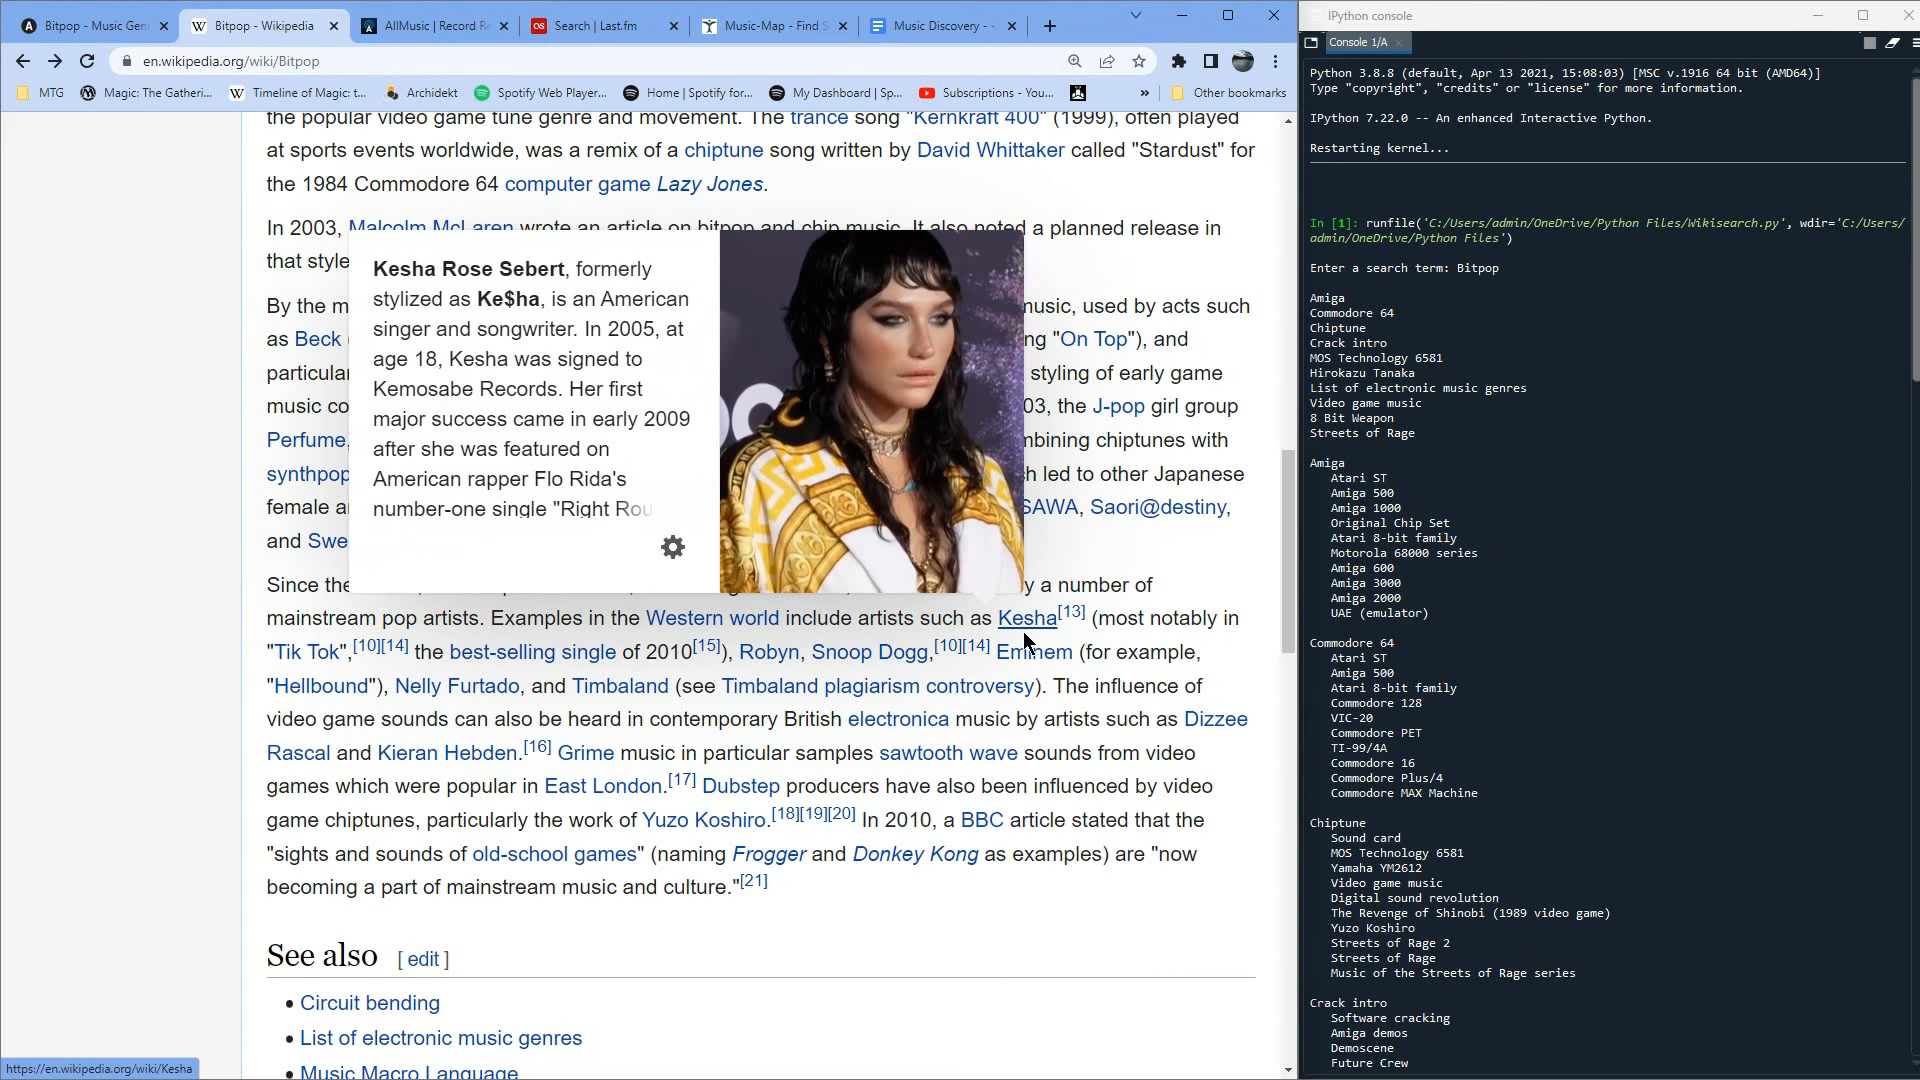 Bitpop - Music Gen
Bitpop - Wikipedia
AllMusic | Record Re
Search | Last.fm
Music-Map - Find S
Music Discovery -
en.wikipedia.org/wiki/Bitpop
MTG
Magic: The Gatheri...
Timeline of Magic: t...
Archidekt
Spotify Web Player...
Home | Spotify for...
My Dashboard | Sp...
Subscriptions - You...
»
Other bookmarks
the popular video game tune genre and movement. The trance song "Kernkraft 400" (1999), often played
at sports events worldwide, was a remix of a chiptune song written by David Whittaker called "Stardust" for
the 1984 Commodore 64 computer game Lazy Jones.
In 2003, Malcolm McLaren wrote an article on bitpop and chip music. It also noted a planned release in
that style
By the m
music, used by acts such
as Beck
ng "On Top"), and
particular
styling of early game
music co
03, the J-pop girl group
Perfume,
mbining chiptunes with
synthpop
h led to other Japanese
female a
SAWA, Saori@destiny,
and Swe
Kesha Rose Sebert, formerly
stylized as Ke$ha, is an American
singer and songwriter. In 2005, at
age 18, Kesha was signed to
Kemosabe Records. Her first
major success came in early 2009
after she was featured on
American rapper Flo Rida's
number-one single "Right Rou
Since the
y a number of
mainstream pop artists. Examples in the Western world include artists such as Kesha[13] (most notably in
"Tik Tok",[10][14] the best-selling single of 2010[15]), Robyn, Snoop Dogg,[10][14] Eminem (for example,
"Hellbound"), Nelly Furtado, and Timbaland (see Timbaland plagiarism controversy). The influence of
video game sounds can also be heard in contemporary British electronica music by artists such as Dizzee
Rascal and Kieran Hebden.[16] Grime music in particular samples sawtooth wave sounds from video
games which were popular in East London.[17] Dubstep producers have also been influenced by video
game chiptunes, particularly the work of Yuzo Koshiro.[18][19][20] In 2010, a BBC article stated that the
"sights and sounds of old-school games" (naming Frogger and Donkey Kong as examples) are "now
becoming a part of mainstream music and culture."[21]
See also [ edit ]
• Circuit bending
• List of electronic music genres
• Music Macro Language
https://en.wikipedia.org/wiki/Kesha
IPython console
Console 1/A
Python 3.8.8 (default, Apr 13 2021, 15:08:03) [MSC v.1916 64 bit (AMD64)]
Type "copyright", "credits" or "license" for more information.
IPython 7.22.0 -- An enhanced Interactive Python.
Restarting kernel...
In [1]: runfile('C:/Users/admin/OneDrive/Python Files/Wikisearch.py', wdir='C:/Users/
admin/OneDrive/Python Files')
Enter a search term: Bitpop
Amiga
Commodore 64
Chiptune
Crack intro
MOS Technology 6581
Hirokazu Tanaka
List of electronic music genres
Video game music
8 Bit Weapon
Streets of Rage
Amiga
Atari ST
Amiga 500
Amiga 1000
Original Chip Set
Atari 8-bit family
Motorola 68000 series
Amiga 600
Amiga 3000
Amiga 2000
UAE (emulator)
Commodore 64
Atari ST
Amiga 500
Atari 8-bit family
Commodore 128
VIC-20
Commodore PET
TI-99/4A
Commodore 16
Commodore Plus/4
Commodore MAX Machine
Chiptune
Sound card
MOS Technology 6581
Yamaha YM2612
Video game music
Digital sound revolution
The Revenge of Shinobi (1989 video game)
Yuzo Koshiro
Streets of Rage 2
Streets of Rage
Music of the Streets of Rage series
Crack intro
Software cracking
Amiga demos
Demoscene
Future Crew